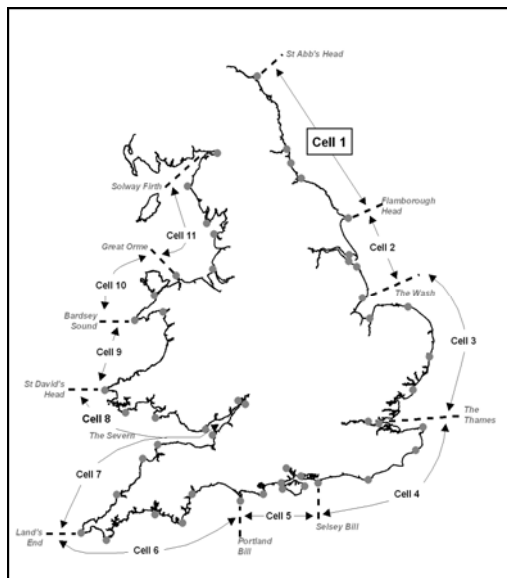 St Abb's Head
Cell 1
Solway Firth
Flamborough
Head
Cell 11
Cell 2
Great Orme
Cell 10
The Wash
Bardsey
Sound
Cell 3
Cell 9
St David's
Head
Cell 8
The
Thames
The Severn
Cell 7
Cell 4
Cell 5
Selsey Bill
Land's
End
Cell 6
Portland
Bill